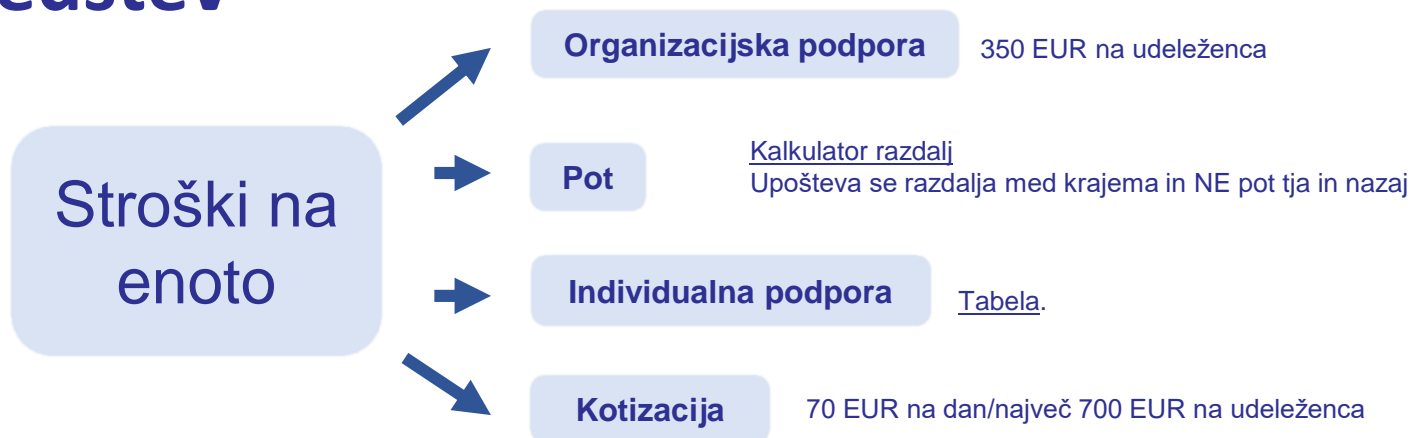 Organizacijska podpora
350 EUR na udeleženca
Stroški na
enoto
Pot
Kalkulator razdalj
Upošteva se razdalja med krajema in NE pot tja in nazaj
Individualna podpora
Tabela.
Kotizacija
70 EUR na dan/največ 700 EUR na udeleženca